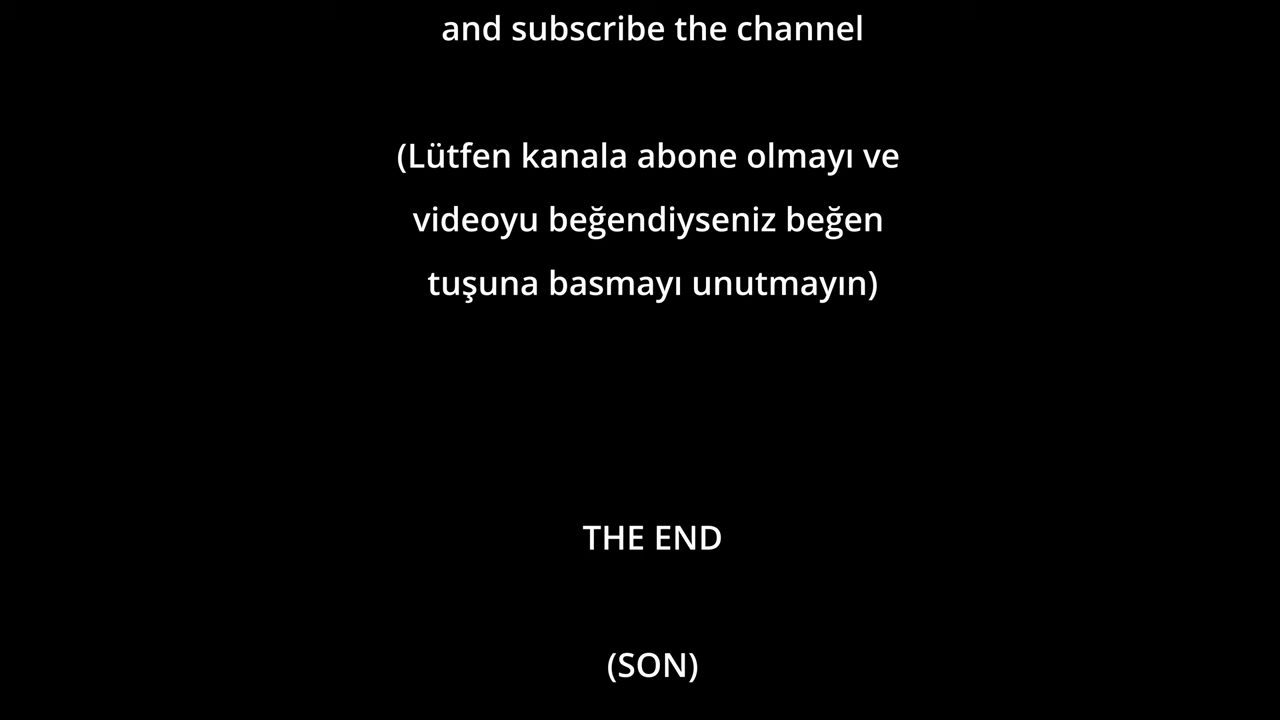 and subscribe the channel
(Lütfen kanala abone olmayı ve
videoyu beğendiyseniz beğen
tuşuna basmayı unutmayın)
THE END
(SON)